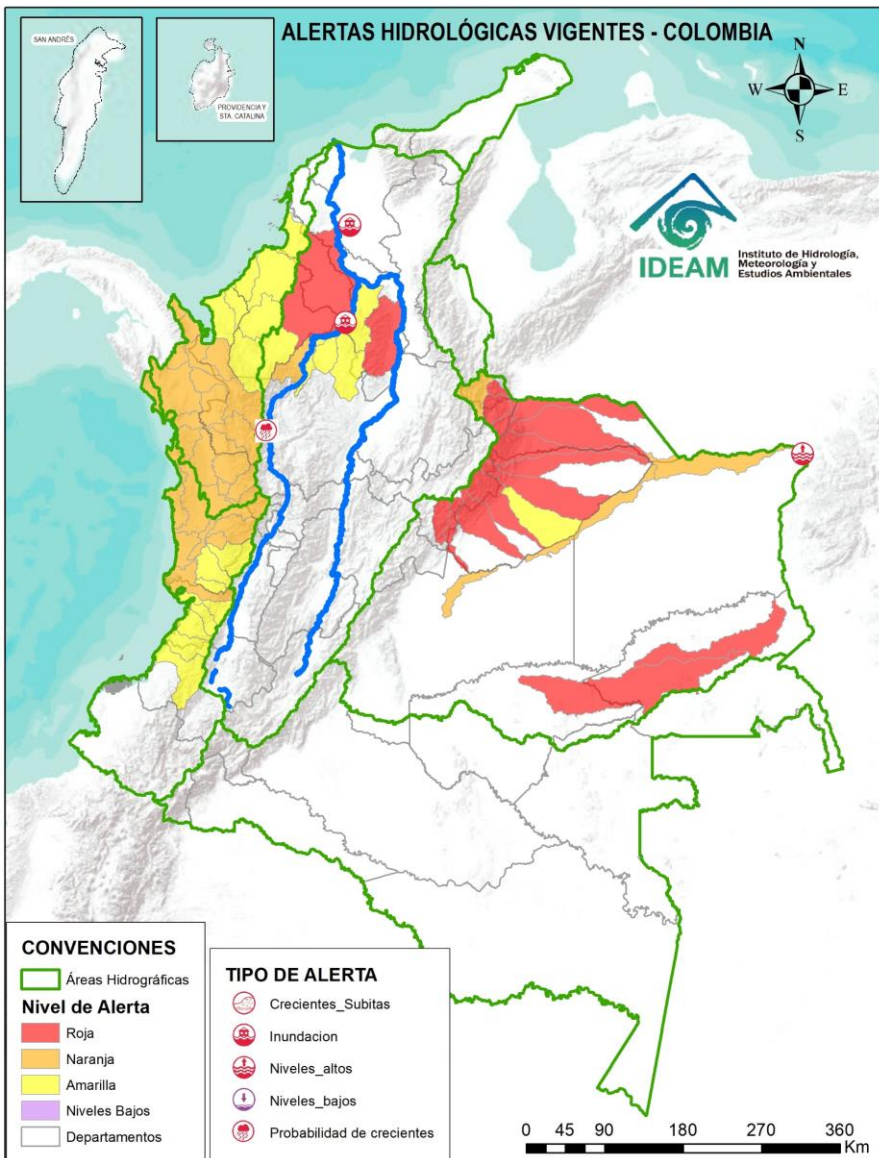 ALERTAS HIDROLÓGICAS VIGENTES - COLOMBIA
SAN ANDRÉS
PROVIDENCIA Y
STA. CATALINA
N
W
E
S
IDEAM
Instituto de Hidrología,
Meteorología y
Estudios Ambientales
CONVENCIONES
Áreas Hidrográficas
Nivel de Alerta
Roja
Naranja
Amarilla
Niveles Bajos
Departamentos
TIPO DE ALERTA
Crecientes_Subitas
Inundacion
Niveles_altos
Niveles_bajos
Probabilidad de crecientes
0 45 90 180 270 360
Km